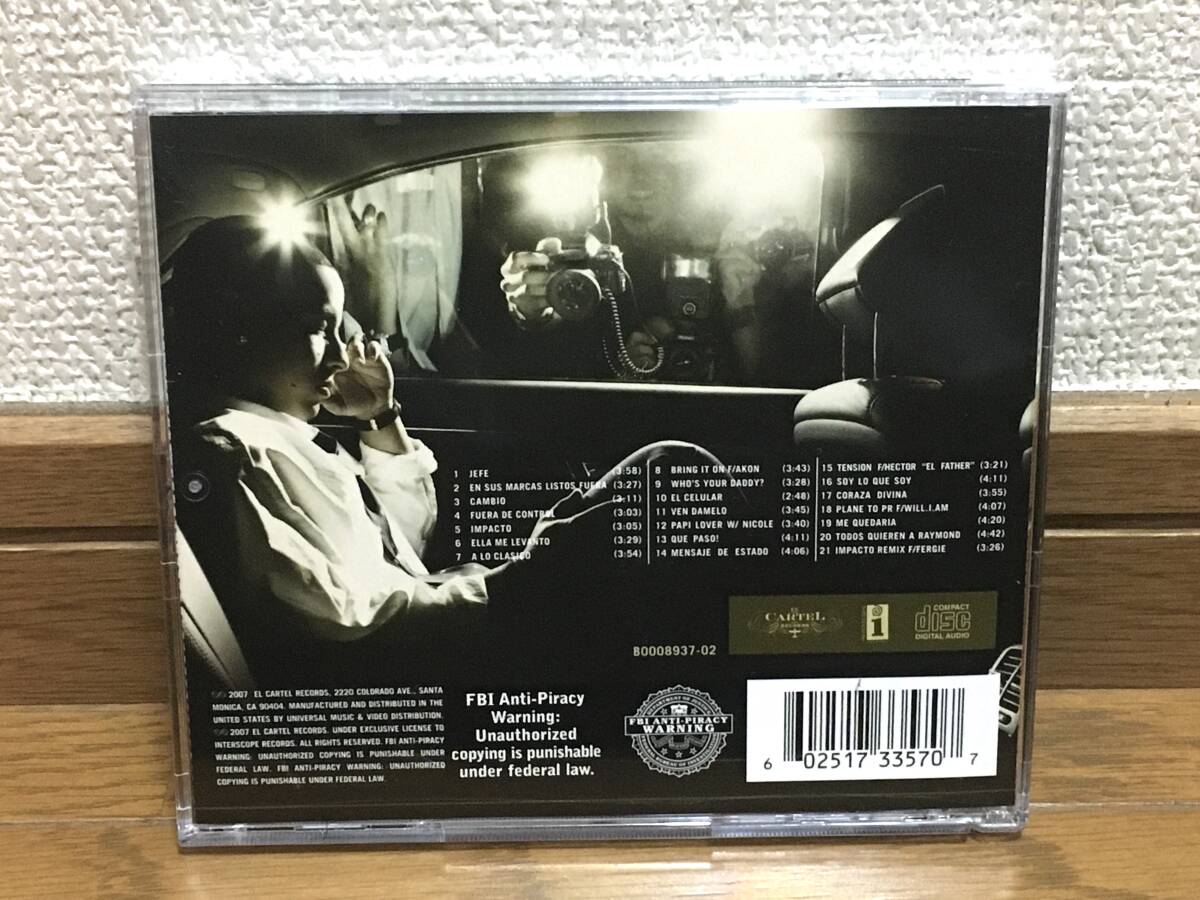 1 JEFE (3:58)
2 EN SUS MARCAS LISTOS FUERA (3:27)
3 CAMBIO (3:11)
4 FUERA DE CONTROL (3:03)
5 IMPACTO (3:05)
6 ELLA ME LEVANTO (3:29)
7 A LO CLASICO (3:54)
8 BRING IT ON F/AKON (3:43)
9 WHO'S YOUR DADDY? (3:28)
10 EL CELULAR (2:48)
11 VEN DAMELO (3:45)
12 PAPI LOVER W/ NICOLE (3:40)
13 QUE PASO! (4:11)
14 MENSAJE DE ESTADO (4:06)
15 TENSION F/HECTOR "EL FATHER" (3:21)
16 SOY LO QUE SOY (4:11)
17 CORAZA DIVINA (3:55)
18 PLANE TO PR F/WILL.I.AM (4:07)
19 ME QUEDARIA (4:20)
20 TODOS QUIEREN A RAYMOND (4:42)
21 IMPACTO REMIX F/FERGIE (3:26)
EL
CARTEL
RECORDS
i
COMPACT
disc
DIGITAL AUDIO
B0008937-02
2007 EL CARTEL RECORDS, 2220 COLORADO AVE., SANTA
MONICA, CA 90404. MANUFACTURED AND DISTRIBUTED IN THE
UNITED STATES BY UNIVERSAL MUSIC & VIDEO DISTRIBUTION.
2007 EL CARTEL RECORDS. UNDER EXCLUSIVE LICENSE TO
INTERSCOPE RECORDS. ALL RIGHTS RESERVED. FBI ANTI-PIRACY
WARNING: UNAUTHORIZED COPYING IS PUNISHABLE UNDER
FEDERAL LAW. FBI ANTI-PIRACY WARNING: UNAUTHORIZED
COPYING IS PUNISHABLE UNDER FEDERAL LAW.
FBI Anti-Piracy
Warning:
Unauthorized
copying is punishable
under federal law.
FBI ANTI-PIRACY
WARNING
6 02517 33570 7